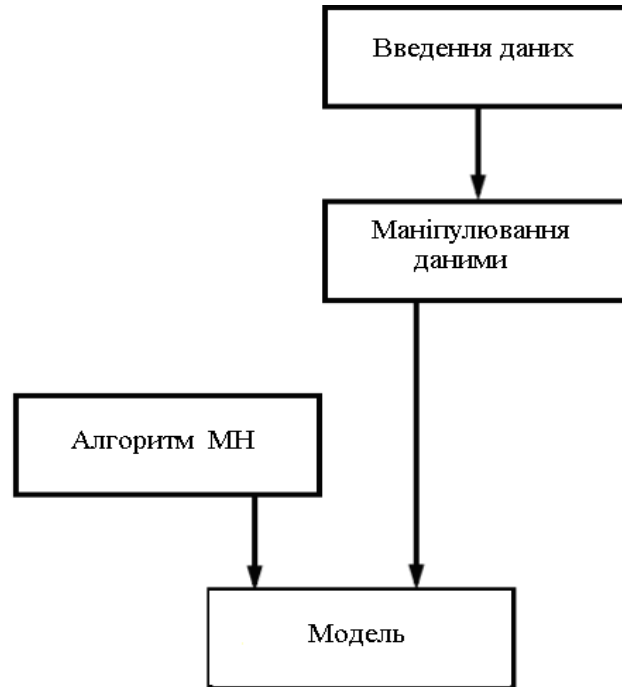 Введення даних
Маніпулювання
даними
Алгоритм МН
Модель